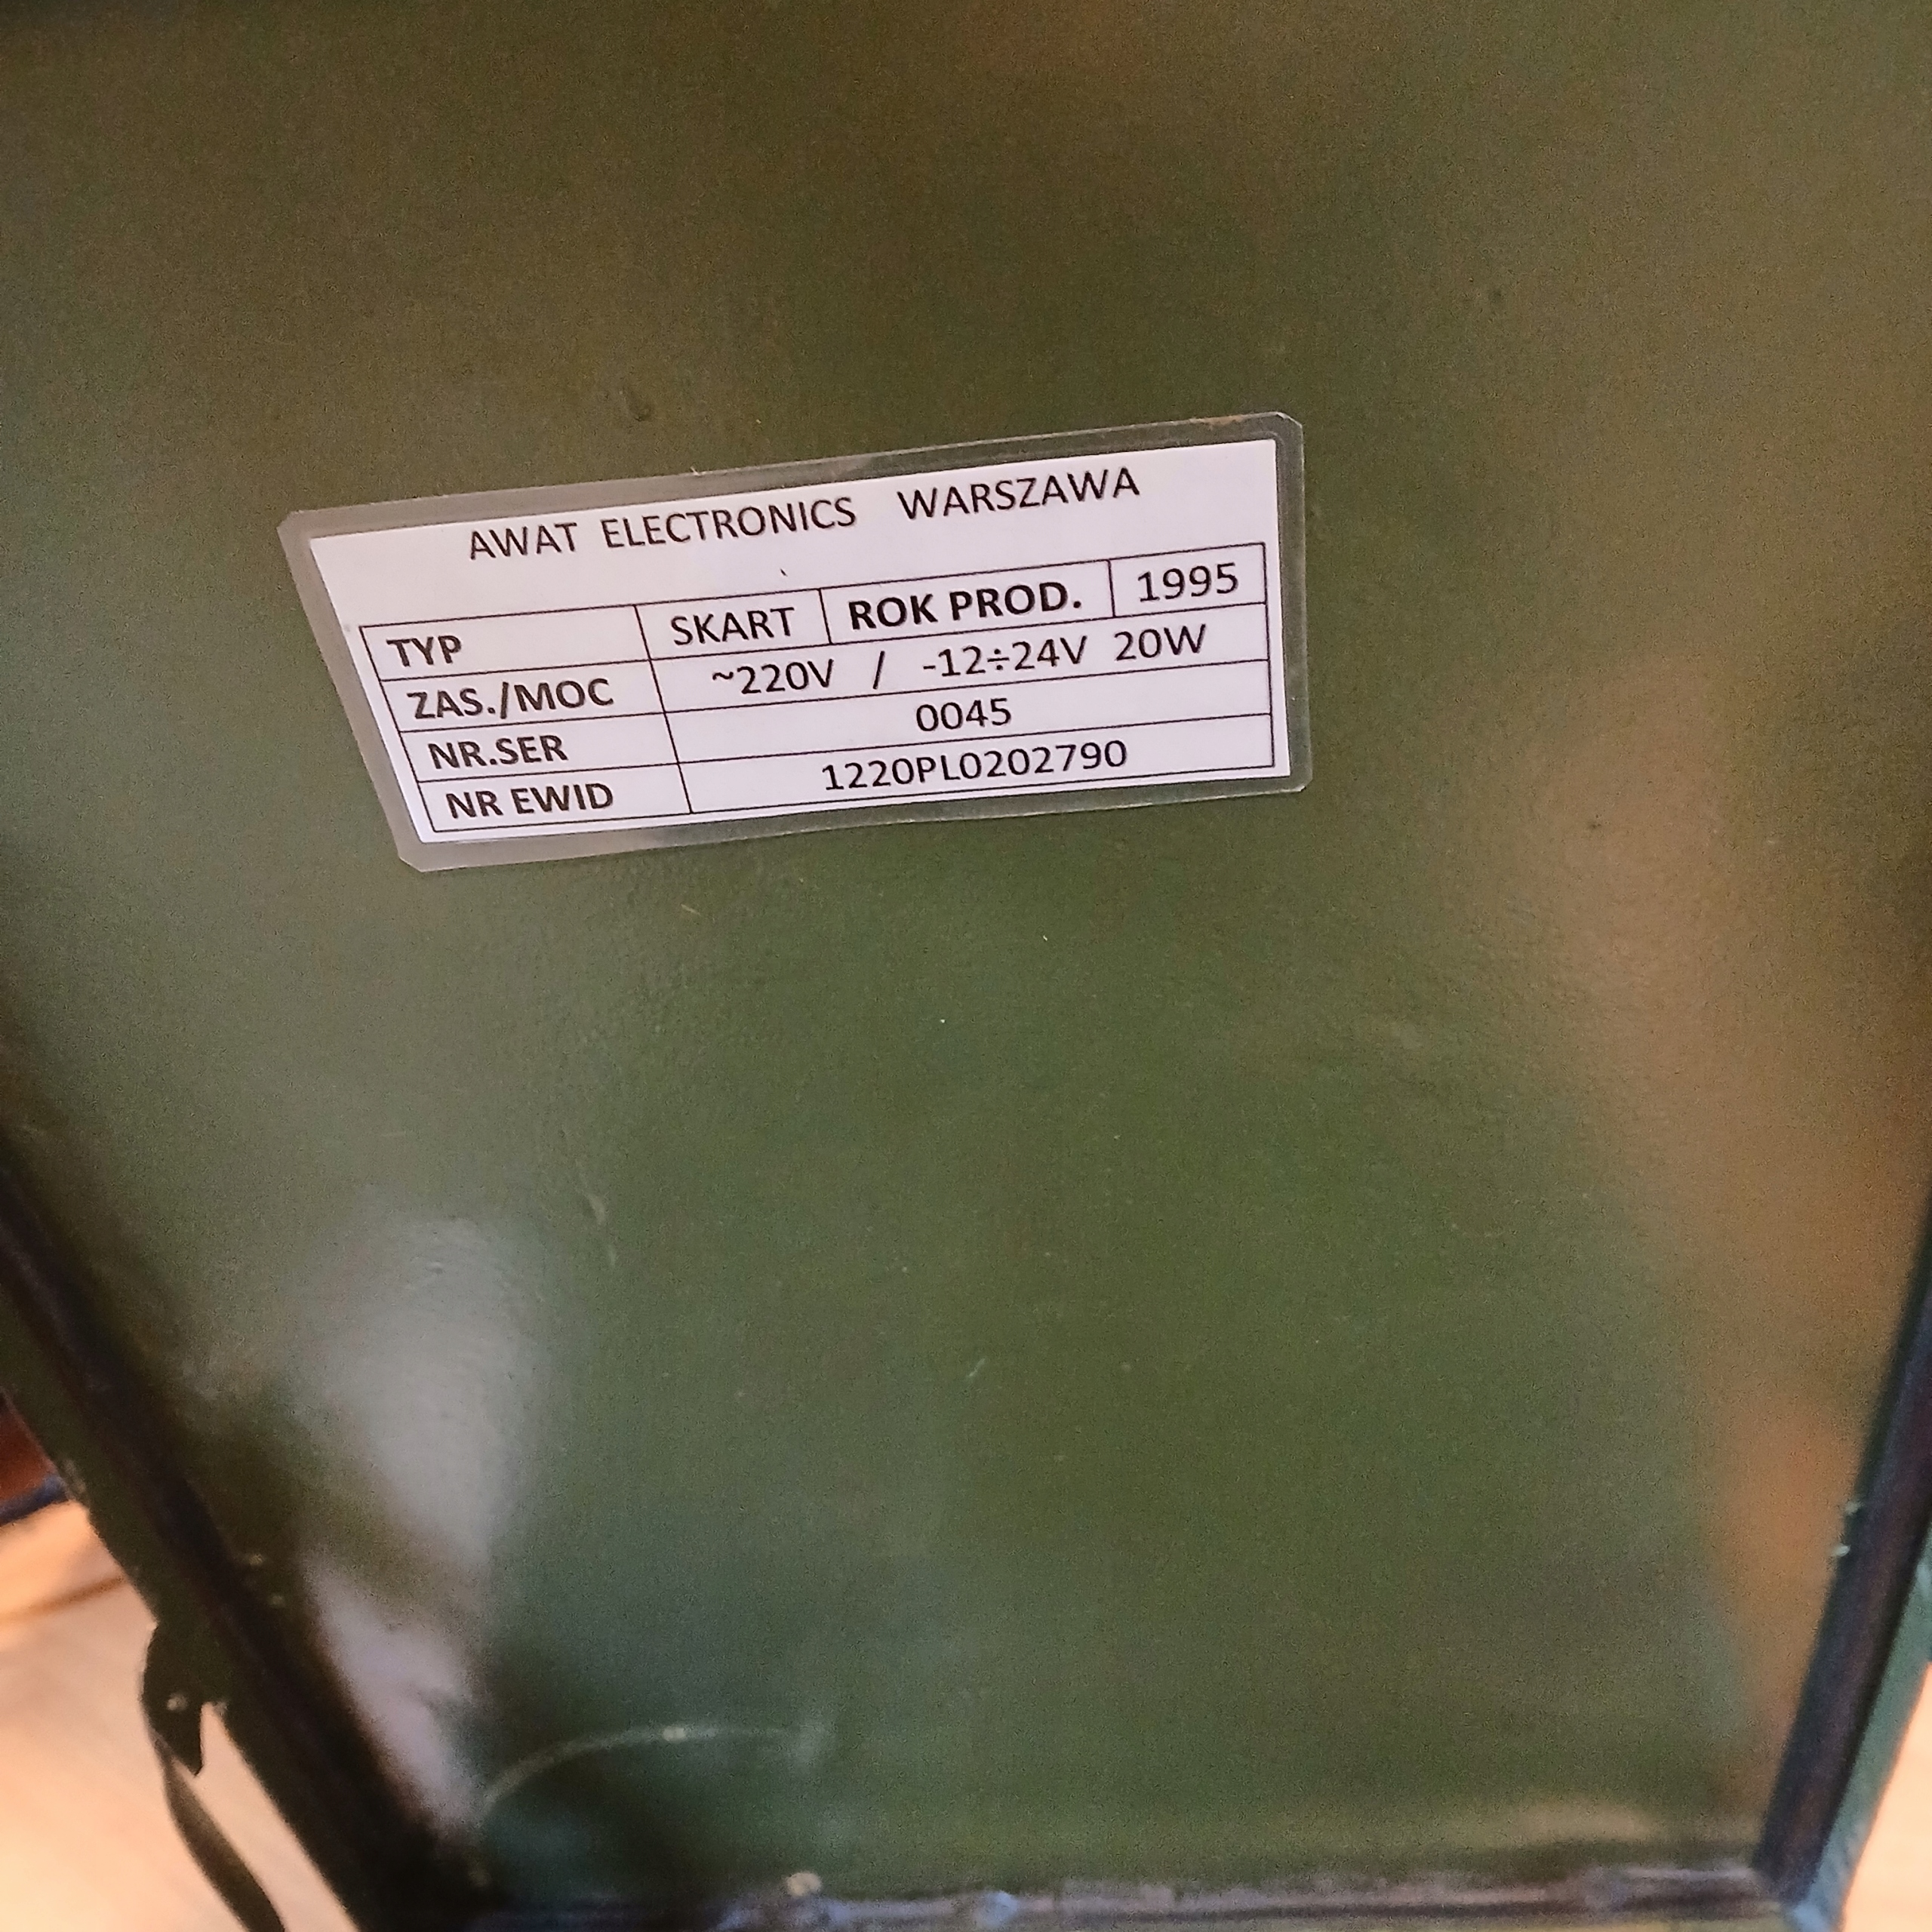 AWAT ELECTRONICS WARSZAWA
TYP SKART ROK PROD. 1995
ZAS./MOC ~220V / -12÷24V 20W
NR.SER 0045
NR EWID 1220PL0202790